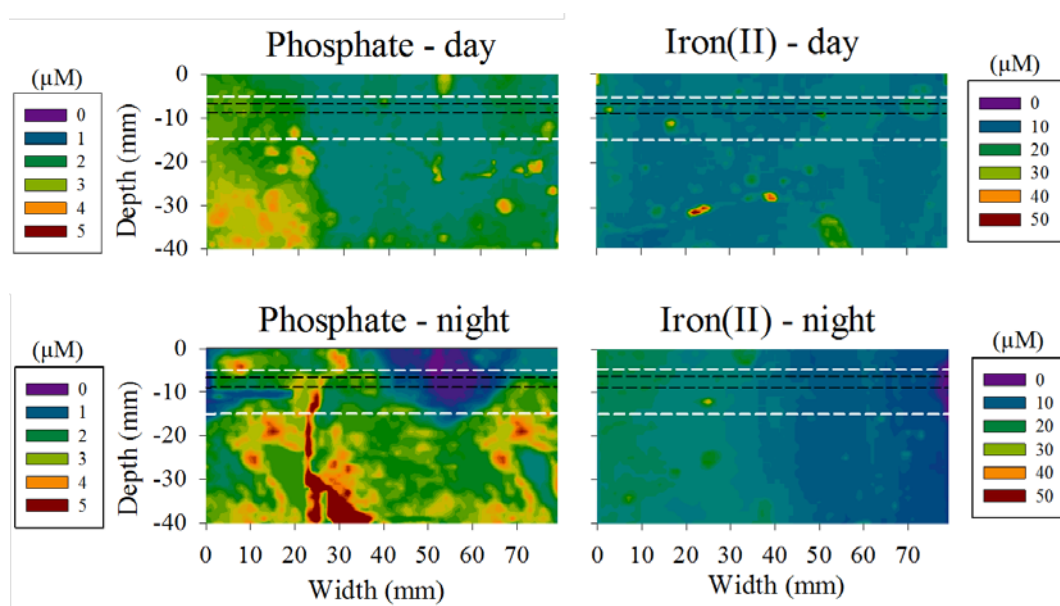 Phosphate - day
Iron(II) - day
(µM)
0
1
2
3
4
5
Depth (mm)
0
-10
-20
-30
-40
(µM)
0
10
20
30
40
50
Phosphate - night
Iron(II) - night
(µM)
0
1
2
3
4
5
Depth (mm)
0
-10
-20
-30
-40
0 10 20 30 40 50 60 70
Width (mm)
0 10 20 30 40 50 60 70
Width (mm)
(µM)
0
10
20
30
40
50